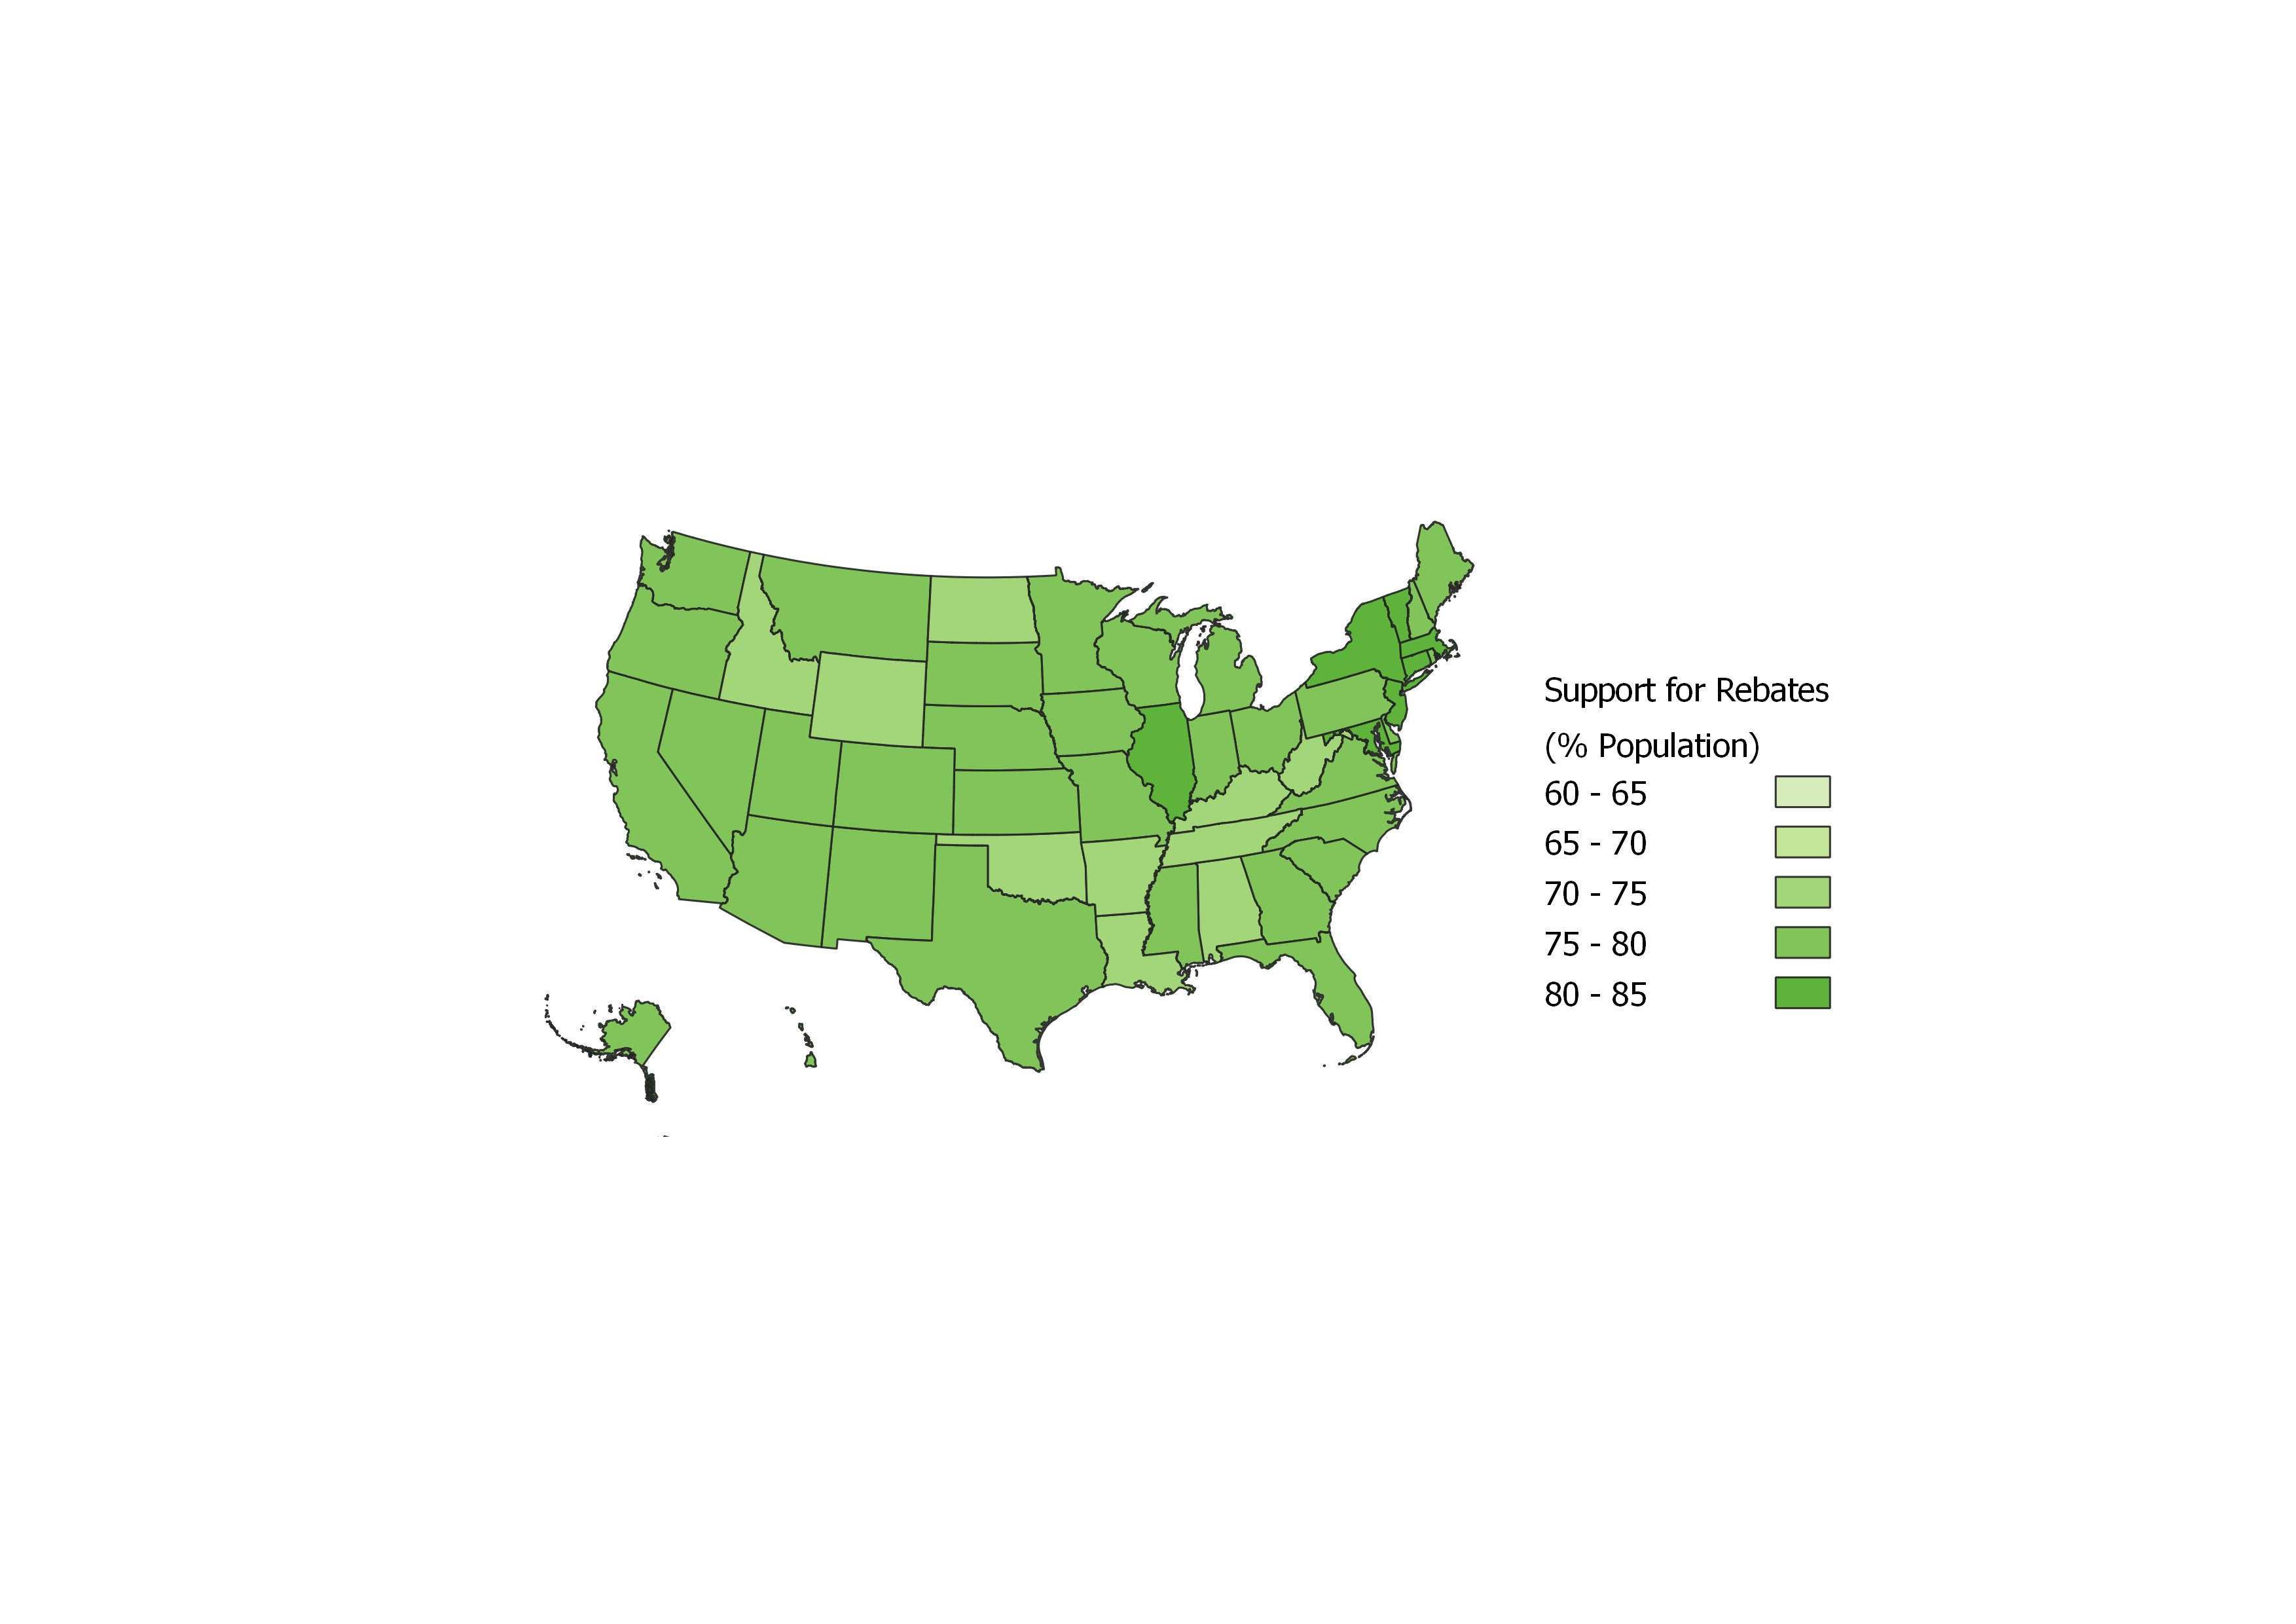 Support for Rebates
(% Population)
60 - 65
65 - 70
70 - 75
75 - 80
80 - 85